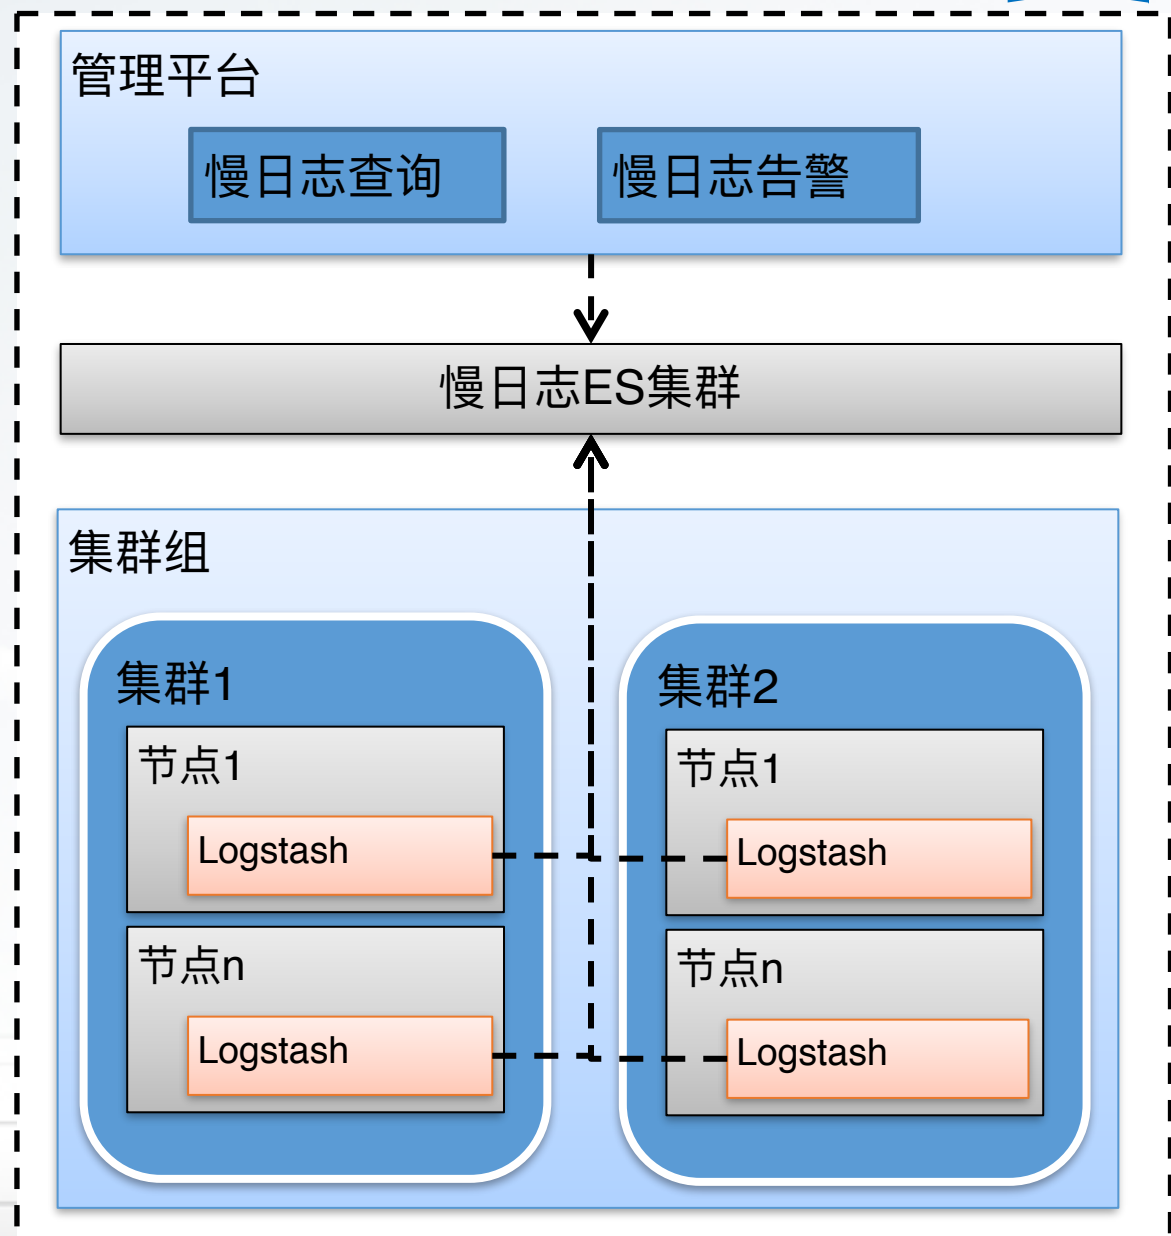 管理平台
慢日志查询
慢日志告警
慢日志ES集群
集群组
集群1
节点1
Logstash
节点n
Logstash
集群2
节点1
Logstash
节点n
Logstash